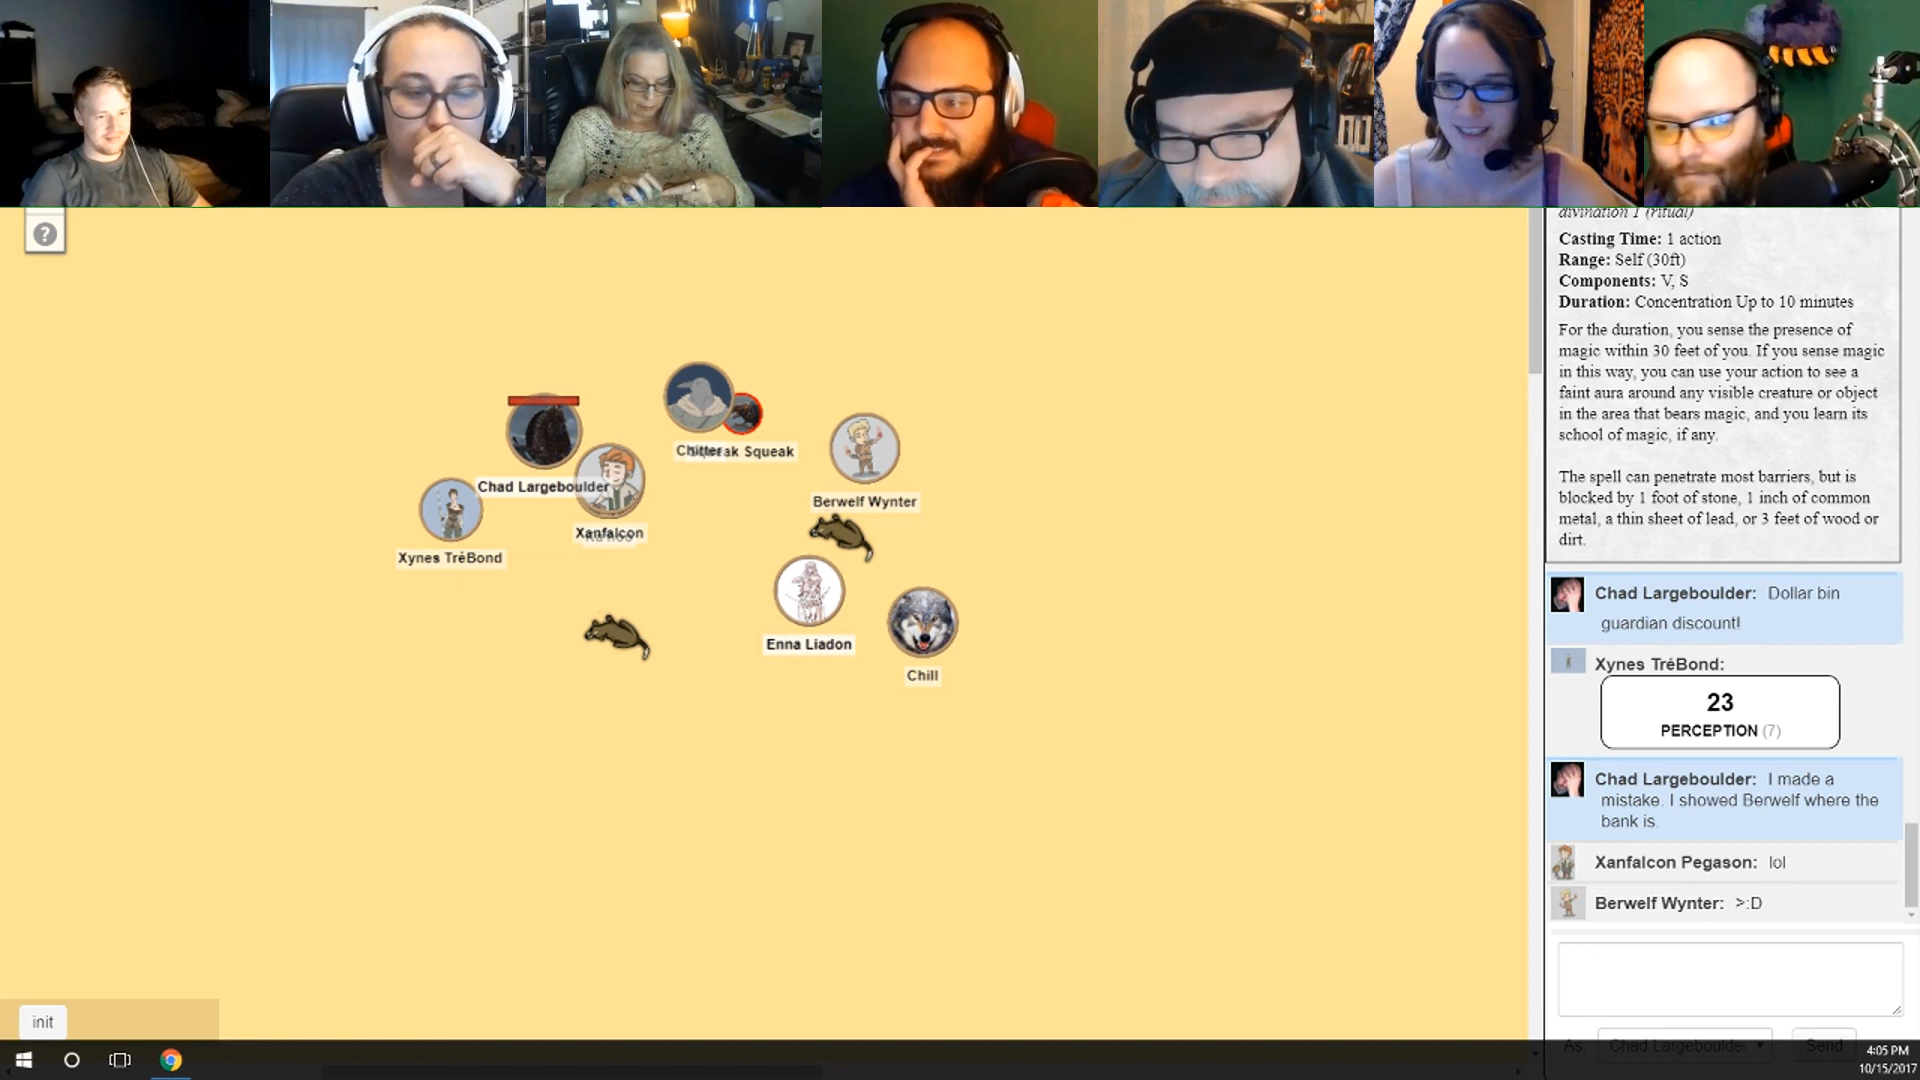 ?
Chitter
ak Squeak
Chad Largeboulder
Berwelf Wynter
Xanfalcon
Xynes TréBond
Enna Liadon
Chill
init
divination 1 (ritual)
Casting Time: 1 action
Range: Self (30ft)
Components: V, S
Duration: Concentration Up to 10 minutes
For the duration, you sense the presence of
magic within 30 feet of you. If you sense magic
in this way, you can use your action to see a
faint aura around any visible creature or object
in the area that bears magic, and you learn its
school of magic, if any.
The spell can penetrate most barriers, but is
blocked by 1 foot of stone, 1 inch of common
metal, a thin sheet of lead, or 3 feet of wood or
dirt.
Chad Largeboulder: Dollar bin
guardian discount!
Xynes TréBond:
23
PERCEPTION (7)
Chad Largeboulder: I made a
mistake. I showed Berwelf where the
bank is.
Xanfalcon Pegason: lol
Berwelf Wynter: >:D
As: Chad Largeboulde Send
4:05 PM
10/15/2017